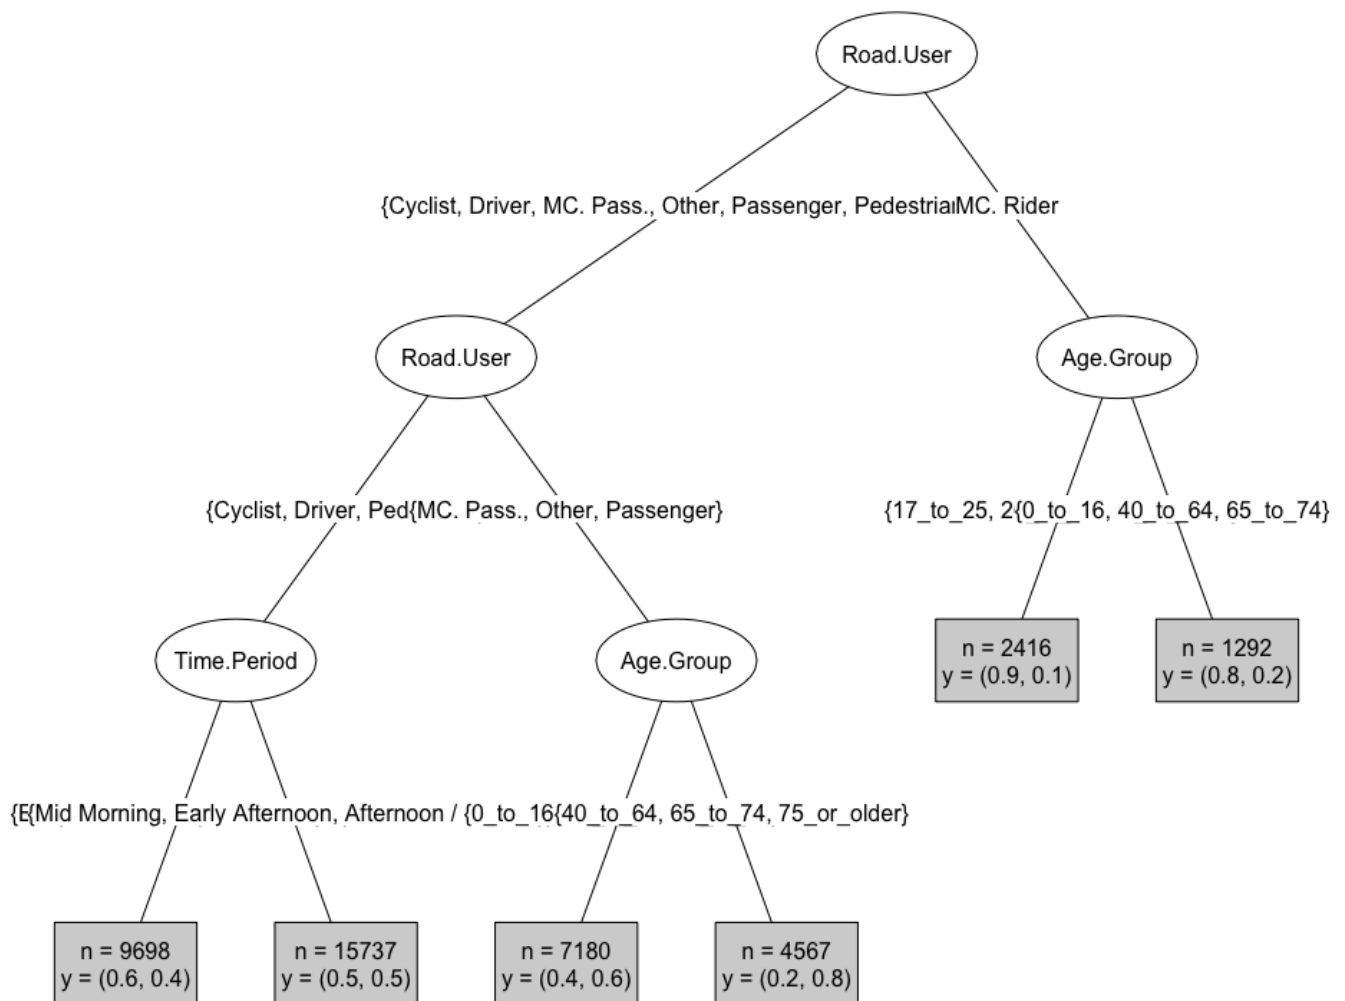 Road.User
{Cyclist, Driver, MC. Pass., Other, Passenger, MC. Rider
Road.User
Age.Group
{Cyclist, Driver, {MC. Pass., Other, Passenger}
{17_to_25, {0_to_16, 40_to_64, 65_to_74}
Time.Period
Age.Group
n = 2416
y = (0.9, 0.1)
n = 1292
y = (0.8, 0.2)
{Mid Morning, Early Afternoon, Afternoon / {0_to_16 {40_to_64, 65_to_74, 75_or_older}
n = 9698
y = (0.6, 0.4)
n = 15737
y = (0.5, 0.5)
n = 7180
y = (0.4, 0.6)
n = 4567
y = (0.2, 0.8)